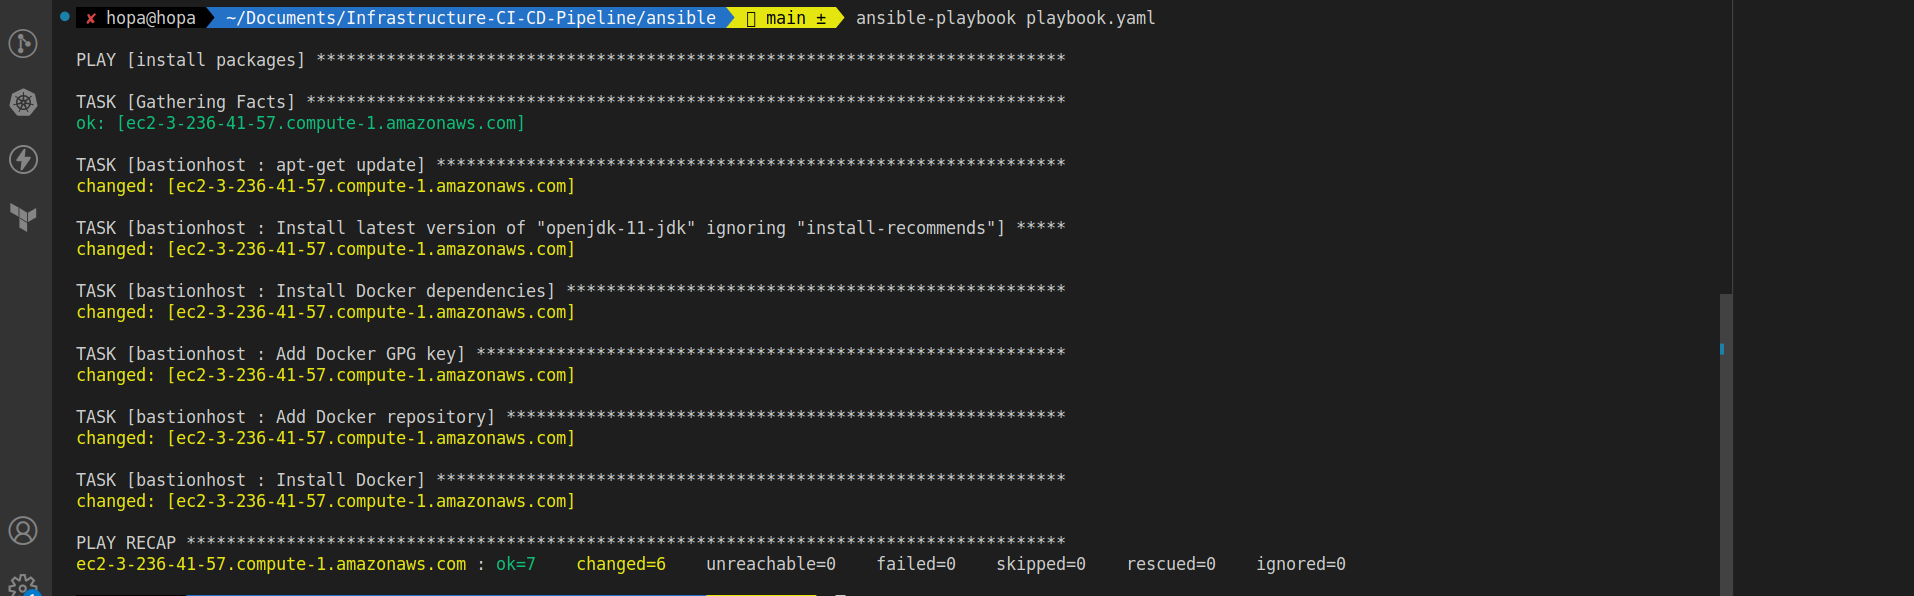 ✘ hopa@hopa ~/Documents/Infrastructure-CI-CD-Pipeline/ansible main ± ansible-playbook playbook.yaml
PLAY [install packages] ***************************************************************************
TASK [Gathering Facts] ****************************************************************************
ok: [ec2-3-236-41-57.compute-1.amazonaws.com]
TASK [bastionhost : apt-get update] ***************************************************************
changed: [ec2-3-236-41-57.compute-1.amazonaws.com]
TASK [bastionhost : Install latest version of "openjdk-11-jdk" ignoring "install-recommends"] *****
changed: [ec2-3-236-41-57.compute-1.amazonaws.com]
TASK [bastionhost : Install Docker dependencies] **************************************************
changed: [ec2-3-236-41-57.compute-1.amazonaws.com]
TASK [bastionhost : Add Docker GPG key] ***********************************************************
changed: [ec2-3-236-41-57.compute-1.amazonaws.com]
TASK [bastionhost : Add Docker repository] ********************************************************
changed: [ec2-3-236-41-57.compute-1.amazonaws.com]
TASK [bastionhost : Install Docker] ***************************************************************
changed: [ec2-3-236-41-57.compute-1.amazonaws.com]
PLAY RECAP ****************************************************************************************
ec2-3-236-41-57.compute-1.amazonaws.com : ok=7    changed=6    unreachable=0    failed=0    skipped=0    rescued=0    ignored=0